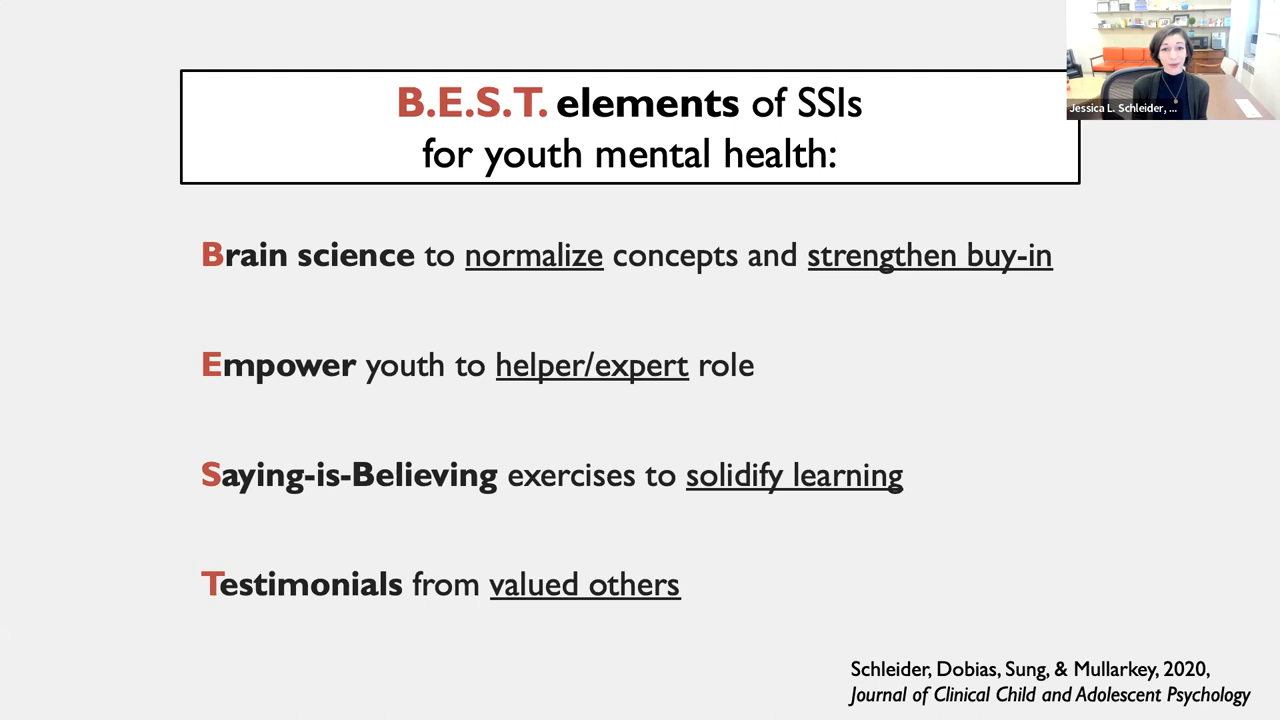 B.E.S.T. elements of SSIs
for youth mental health:
Jessica L. Schleider, ...
Brain science to normalize concepts and strengthen buy-in
Empower youth to helper/expert role
Saying-is-Believing exercises to solidify learning
Testimonials from valued others
Schleider, Dobias, Sung, & Mullarkey, 2020,
Journal of Clinical Child and Adolescent Psychology